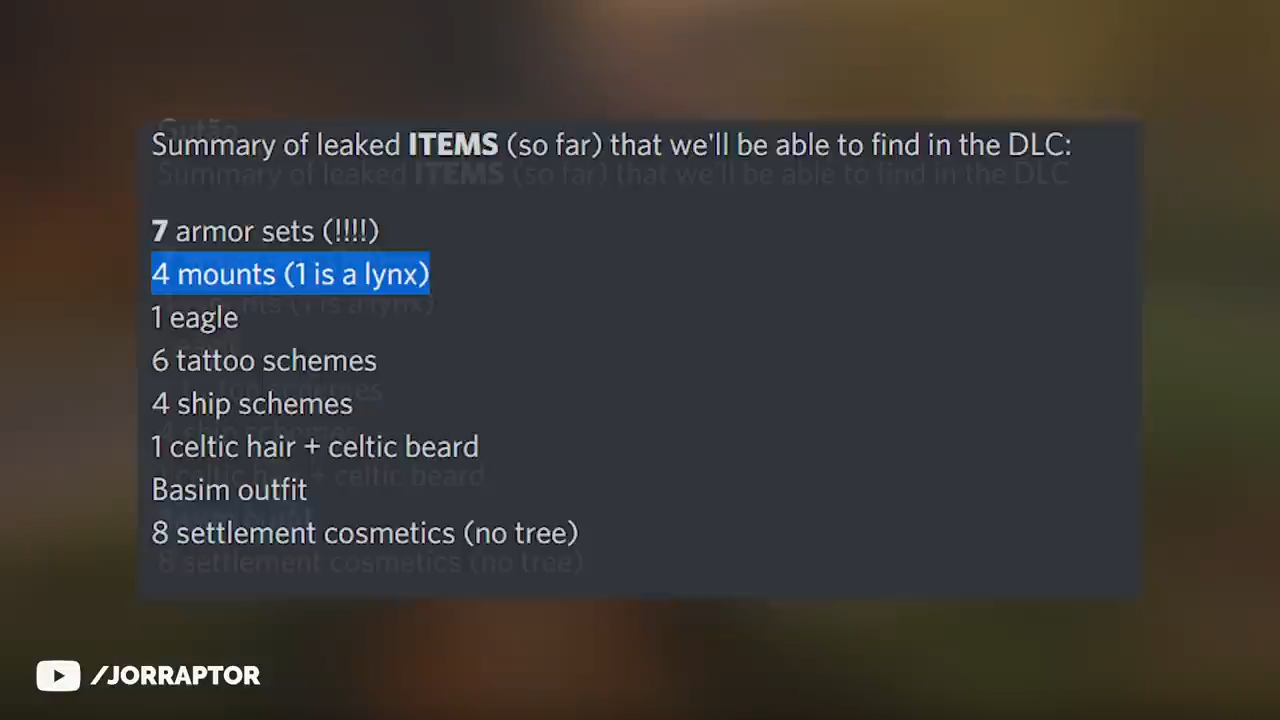 Summary of leaked ITEMS (so far) that we'll be able to find in the DLC:
7 armor sets (!!!!)
4 mounts (1 is a lynx)
1 eagle
6 tattoo schemes
4 ship schemes
1 celtic hair + celtic beard
Basim outfit
8 settlement cosmetics (no tree)
/JORRAPTOR